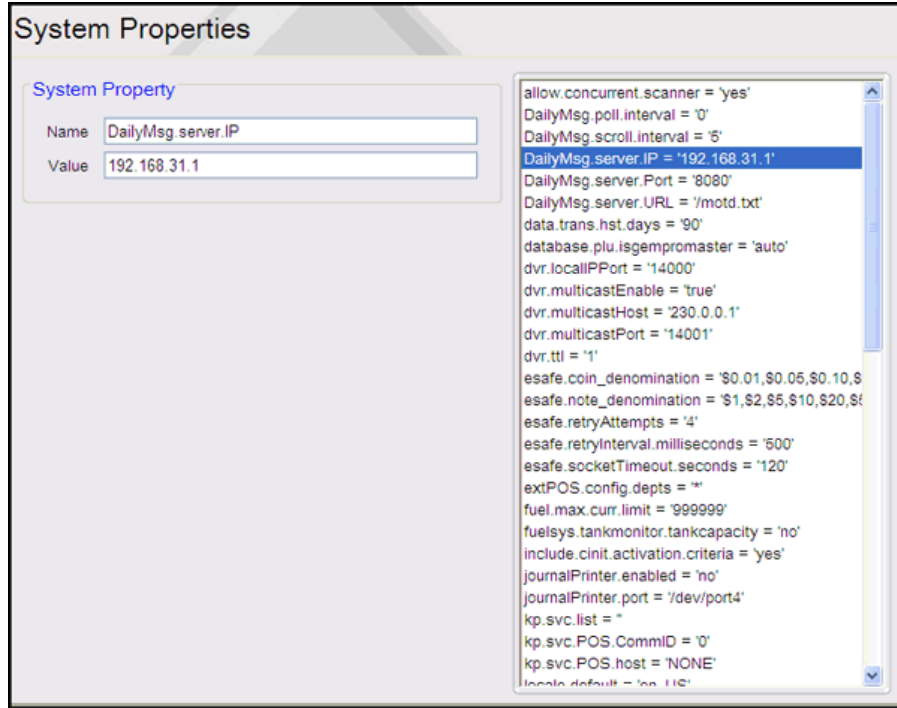 System Properties
System Property
Name DailyMsg.server.IP
Value 192.168.31.1
allow.concurrent.scanner = 'yes'
DailyMsg.poll.interval = '0'
DailyMsg.scroll.interval = '5'
DailyMsg.server.IP = '192.168.31.1'
DailyMsg.server.Port = '8080'
DailyMsg.server.URL = '/motd.txt'
data.trans.hst.days = '90'
database.plu.isgempromaster = 'auto'
dvr.localIPPort = '14000'
dvr.multicastEnable = 'true'
dvr.multicastHost = '230.0.0.1'
dvr.multicastPort = '14001'
dvr.ttl = '1'
esafe.coin_denomination = '$0.01,$0.05,$0.10,$
esafe.note_denomination = '$1,$2,$5,$10,$20,$5
esafe.retryAttempts = '4'
esafe.retryInterval.milliseconds = '500'
esafe.socketTimeout.seconds = '120'
extPOS.config.depts = '*'
fuel.max.curr.limit = '999999'
fuelsys.tankmonitor.tankcapacity = 'no'
include.cinit.activation.criteria = 'yes'
journalPrinter.enabled = 'no'
journalPrinter.port = '/dev/port4'
kp.svc.list = ''
kp.svc.POS.CommID = '0'
kp.svc.POS.host = 'NONE'
locale.default = 'en_US'